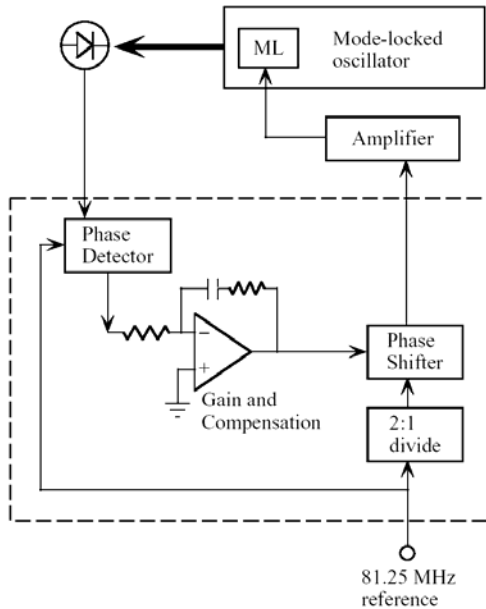 ML
Mode-locked
oscillator
Amplifier
Phase
Detector
−
+
Gain and
Compensation
Phase
Shifter
2:1
divide
81.25 MHz
reference